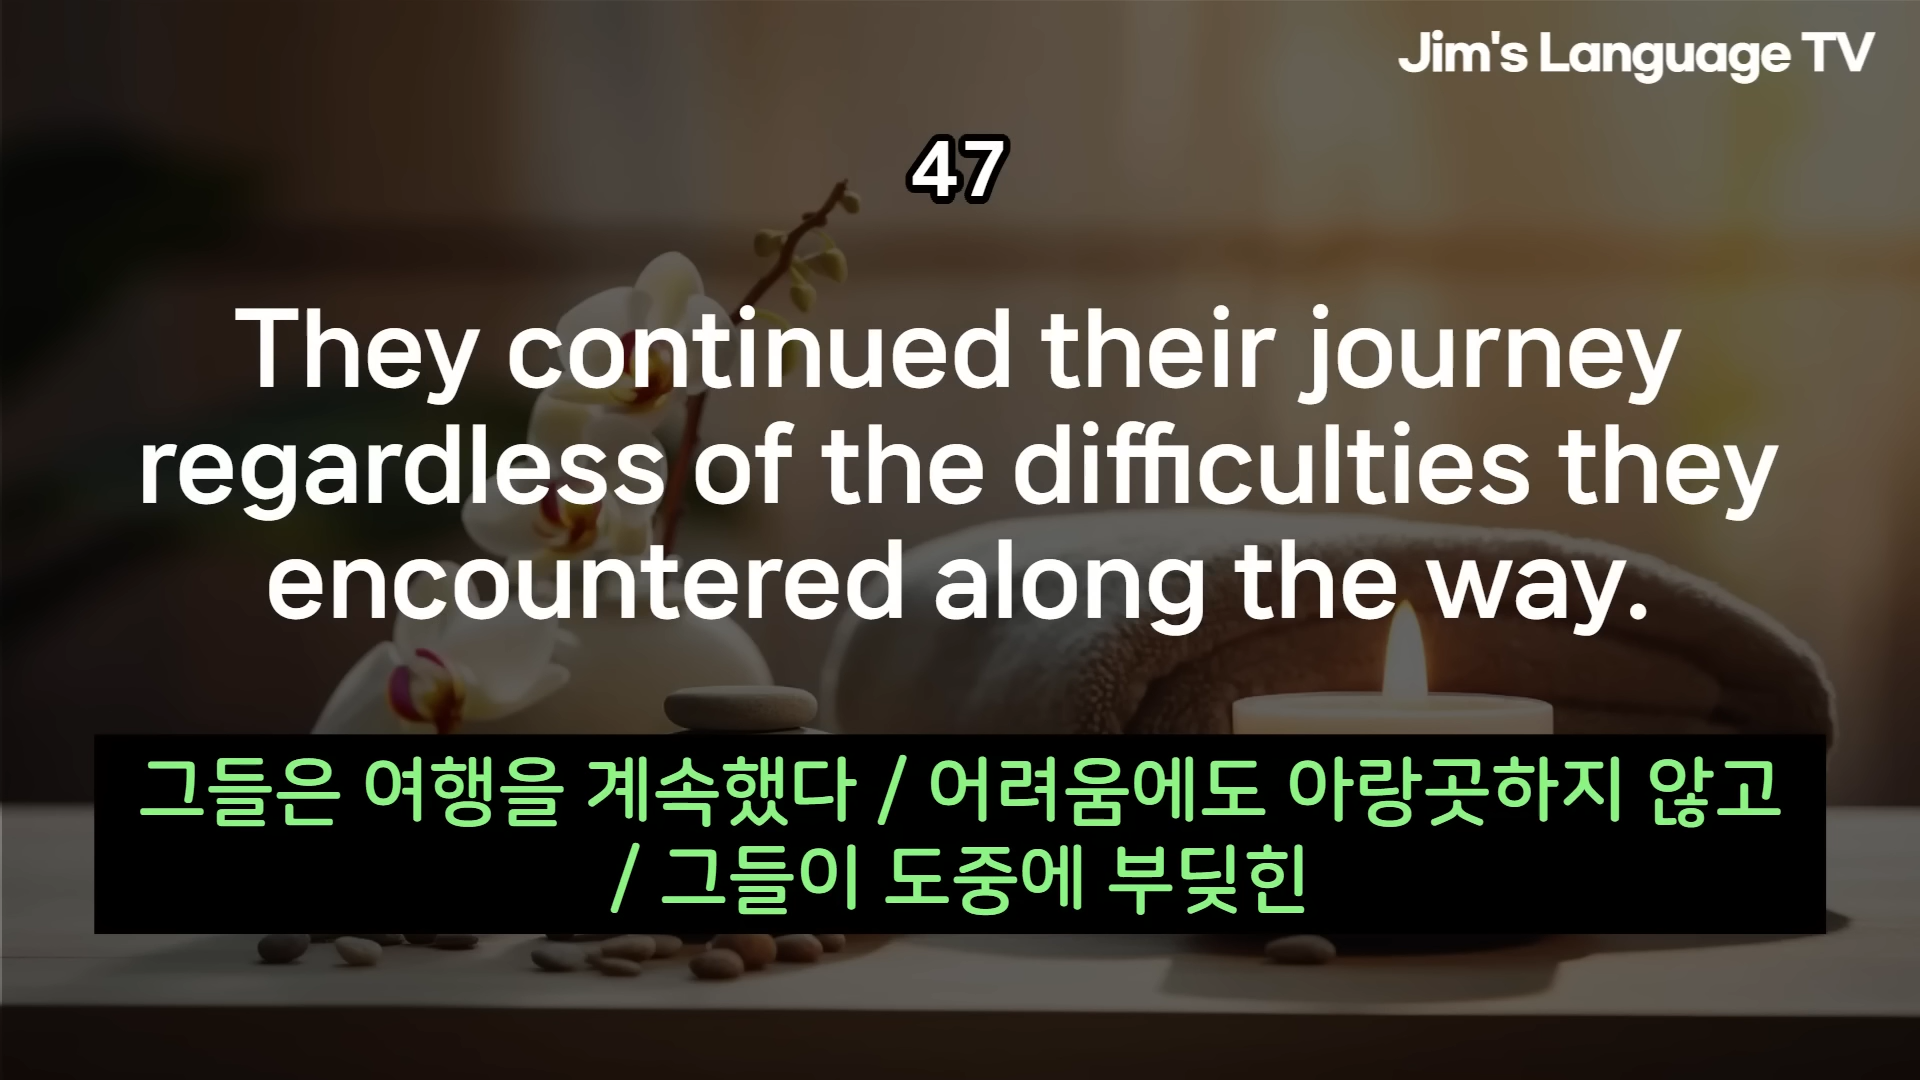 Jim's Language TV
47
They continued their journey
regardless of the difficulties they
encountered along the way.
그들은 여행을 계속했다 / 어려움에도 아랑곳하지 않고
/ 그들이 도중에 부딪힌